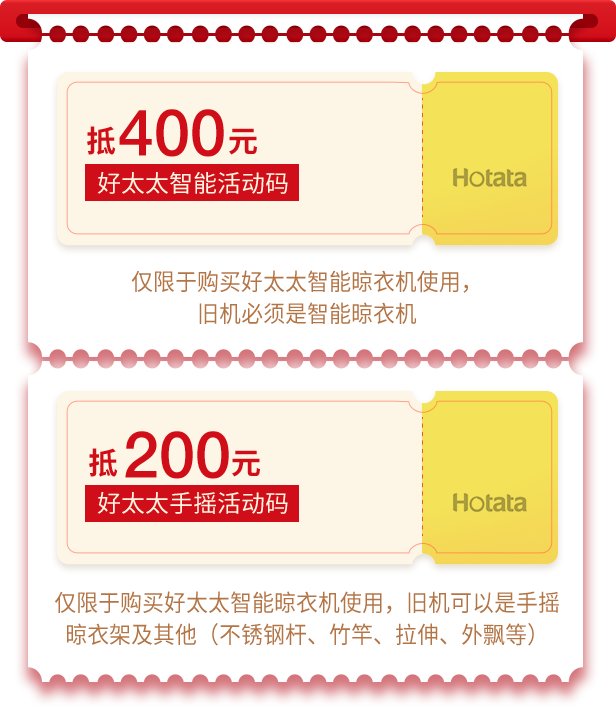 抵400元
好太太智能活动码
Hotata
仅限于购买好太太智能晾衣机使用，
旧机必须是智能晾衣机
抵200元
好太太手摇活动码
Hotata
仅限于购买好太太智能晾衣机使用，旧机可以是手摇
晾衣架及其他（不锈钢杆、竹竿、拉伸、外飘等）